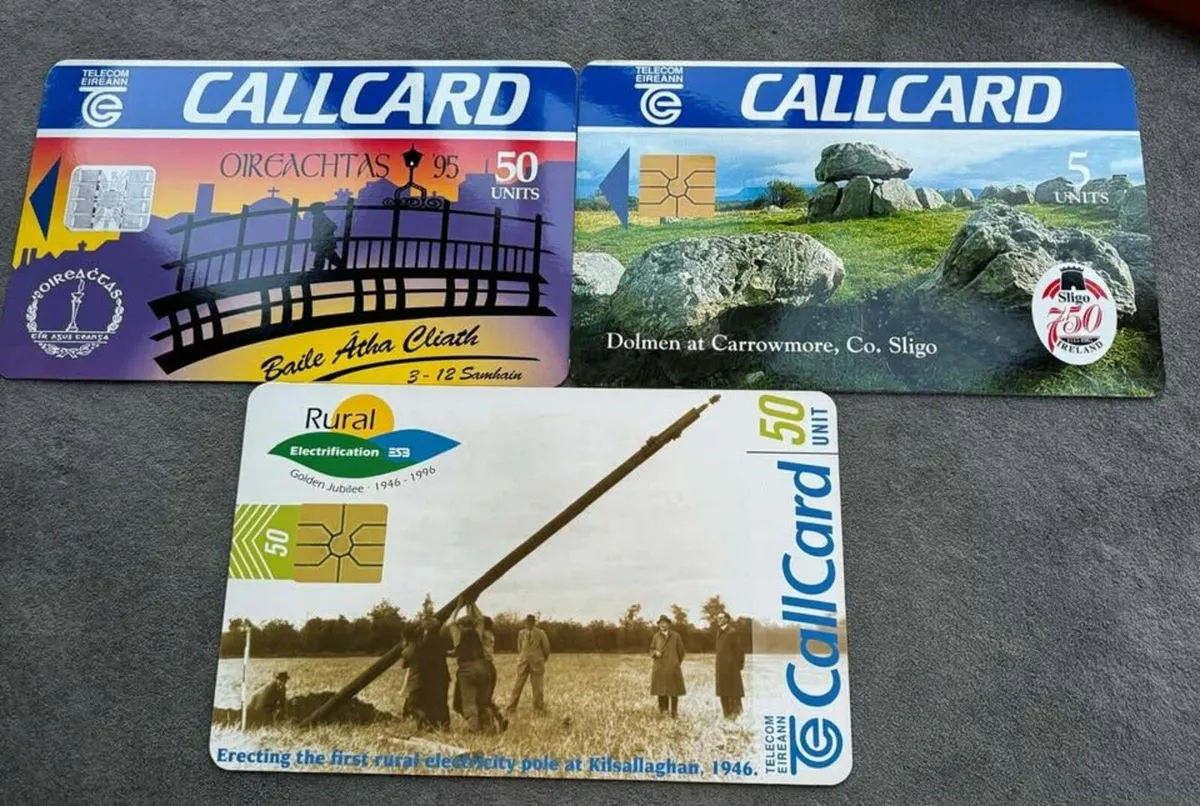 TELECOM
EIREANN
CALLCARD
OIREACHTAS '95
50
UNITS
OIREACHTAS
Baile Átha Cliath
3 - 12 Samhain
TELECOM
EIREANN
CALLCARD
5
UNITS
Sligo
750
IRELAND
Dolmen at Carrowmore, Co. Sligo
Rural
Electrification ESB
Golden Jubilee · 1946 - 1996
50
50
UNIT
CallCard
TELECOM
EIREANN
Erecting the first rural electricity pole at Kilsallaghan, 1946.